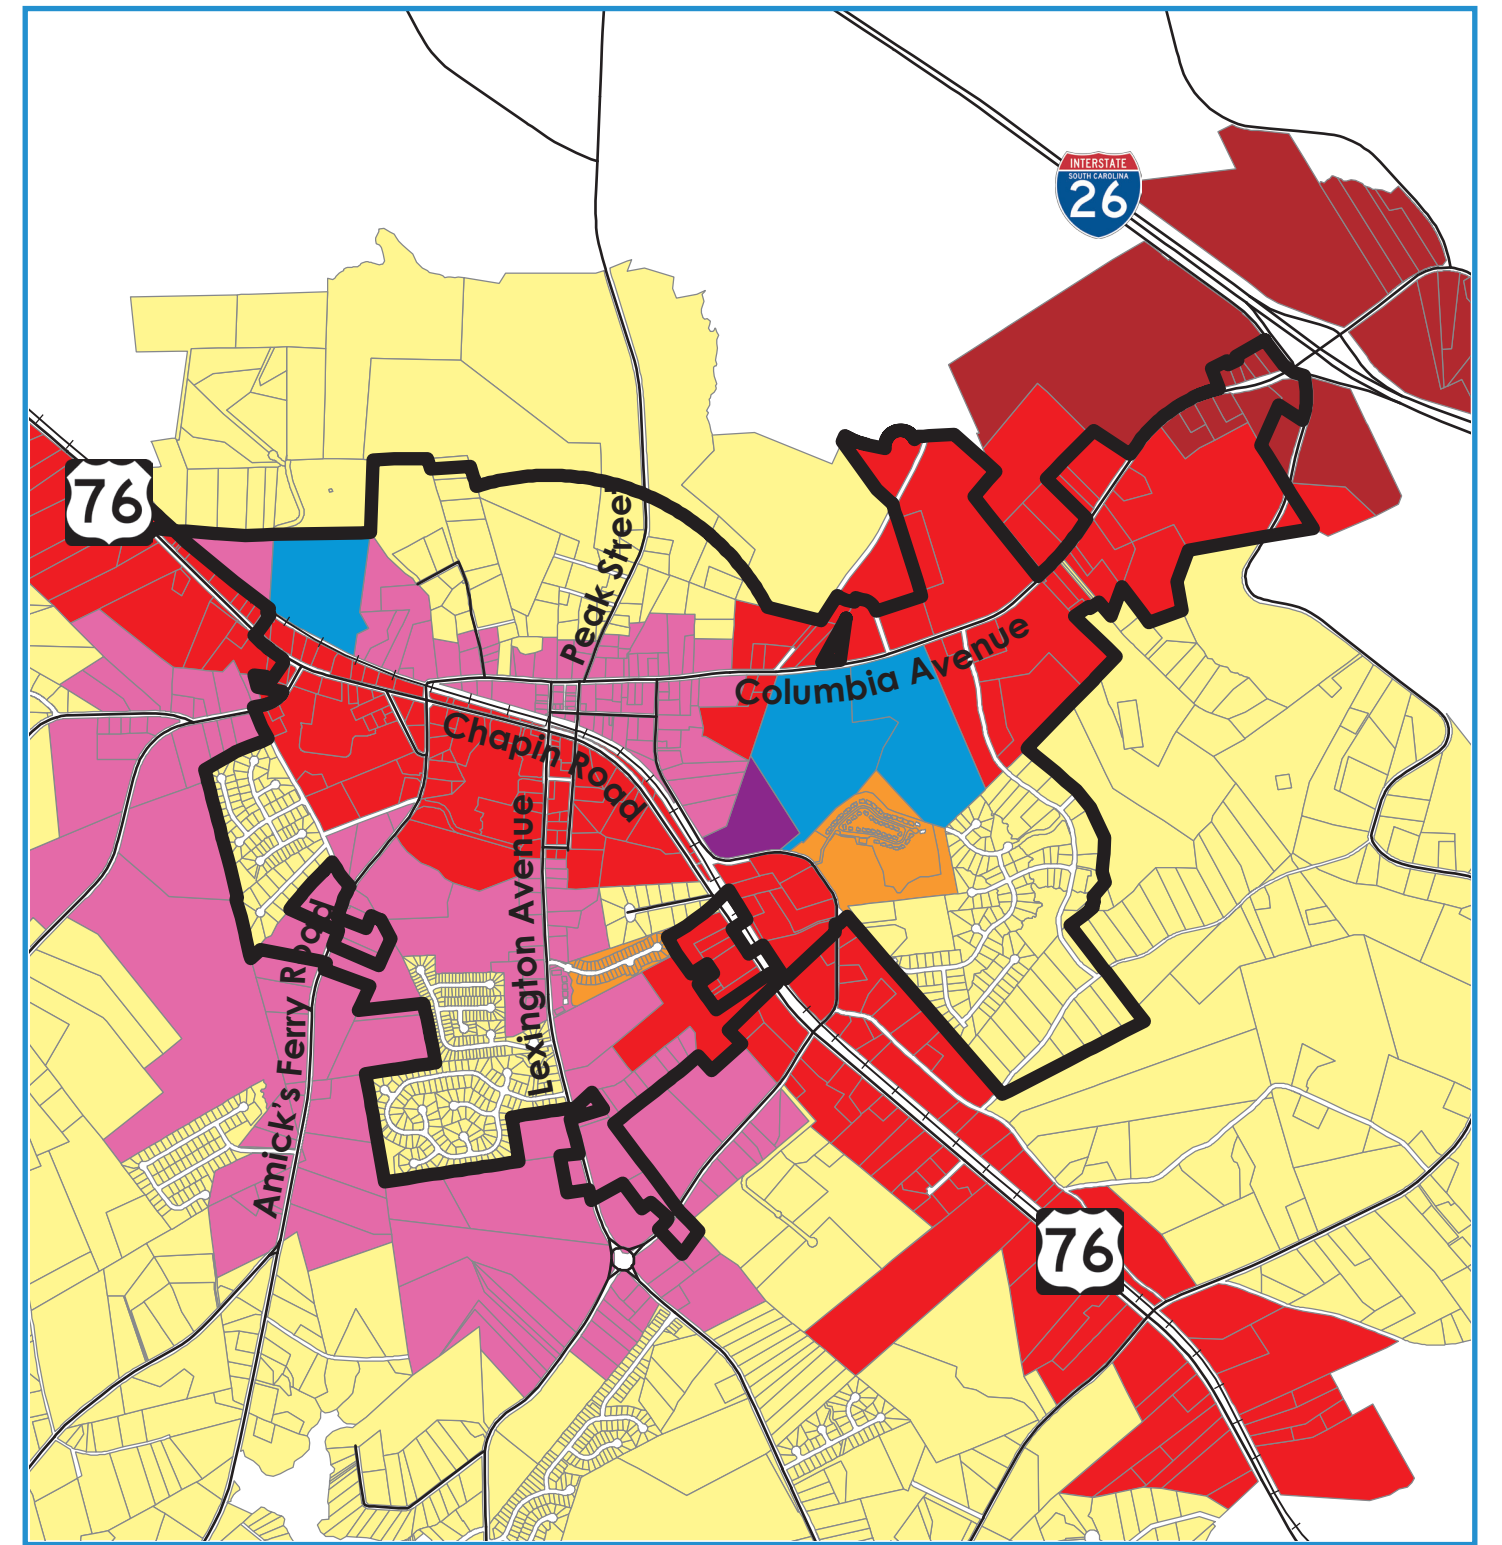 INTERSTATE
SOUTH CAROLINA
26
76
Peak Street
Columbia Avenue
Chapin Road
Lexington Avenue
Amick's Ferry Road
76